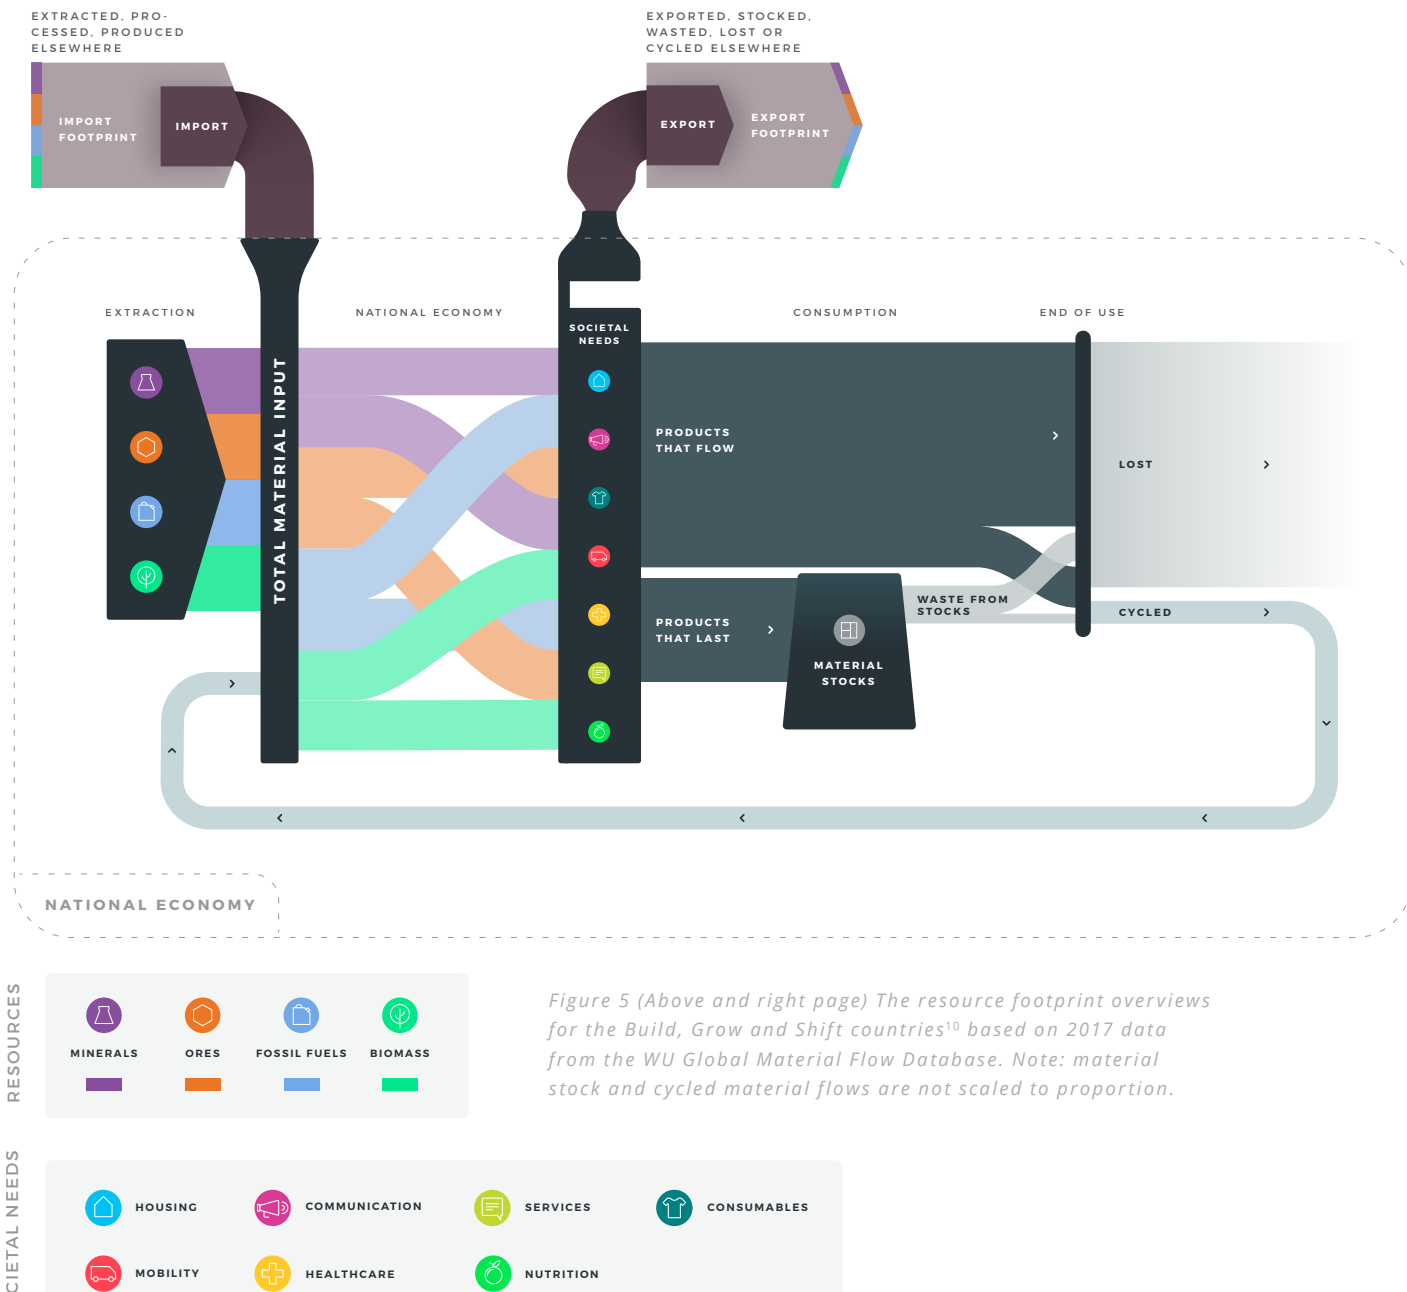 EXTRACTED, PRO-
CESSED, PRODUCED
ELSEWHERE
EXPORTED, STOCKED,
WASTED, LOST OR
CYCLED ELSEWHERE
IMPORT
FOOTPRINT
IMPORT
EXPORT
EXPORT
FOOTPRINT
EXTRACTION
NATIONAL ECONOMY
CONSUMPTION
END OF USE
TOTAL MATERIAL INPUT
SOCIETAL
NEEDS
PRODUCTS
THAT FLOW
LOST
PRODUCTS
THAT LAST
WASTE FROM
STOCKS
CYCLED
MATERIAL
STOCKS
NATIONAL ECONOMY
RESOURCES
MINERALS
ORES
FOSSIL FUELS
BIOMASS
Figure 5 (Above and right page) The resource footprint overviews
for the Build, Grow and Shift countries10 based on 2017 data
from the WU Global Material Flow Database. Note: material
stock and cycled material flows are not scaled to proportion.
CIETAL NEEDS
HOUSING
COMMUNICATION
SERVICES
CONSUMABLES
MOBILITY
HEALTHCARE
NUTRITION